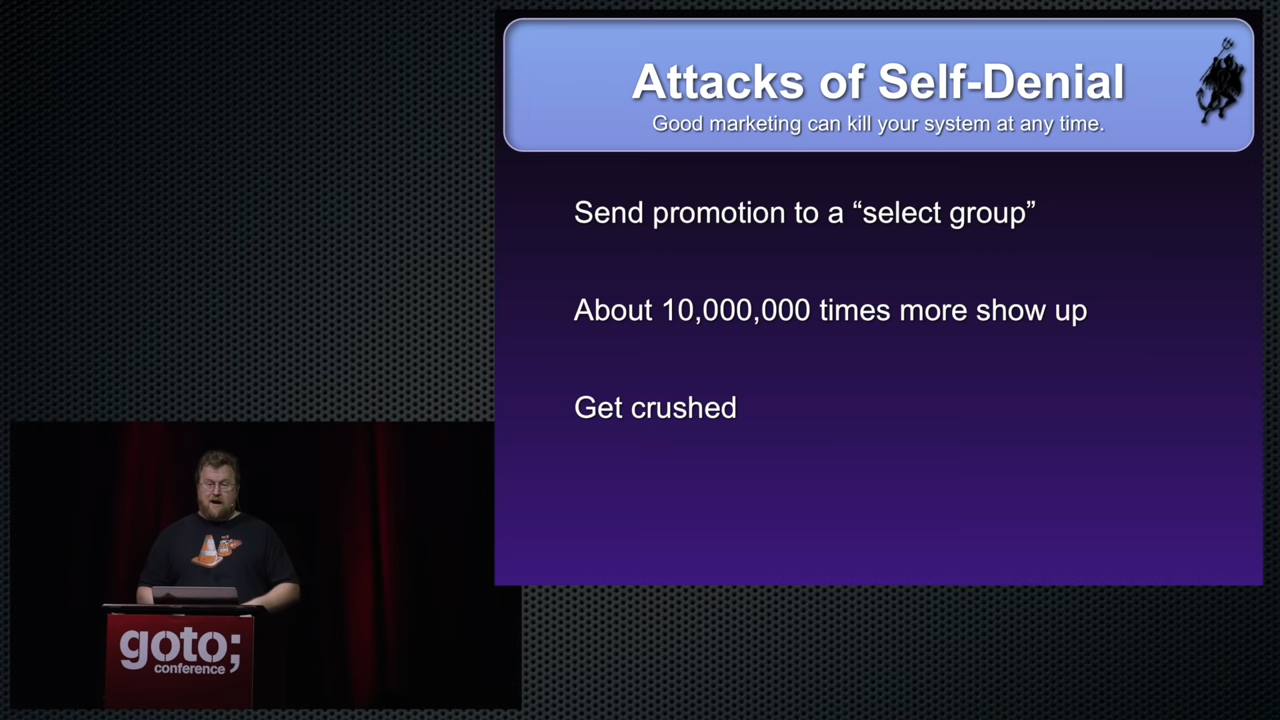 Attacks of Self-Denial
Good marketing can kill your system at any time.
Send promotion to a “select group”
About 10,000,000 times more show up
Get crushed
goto;
conference